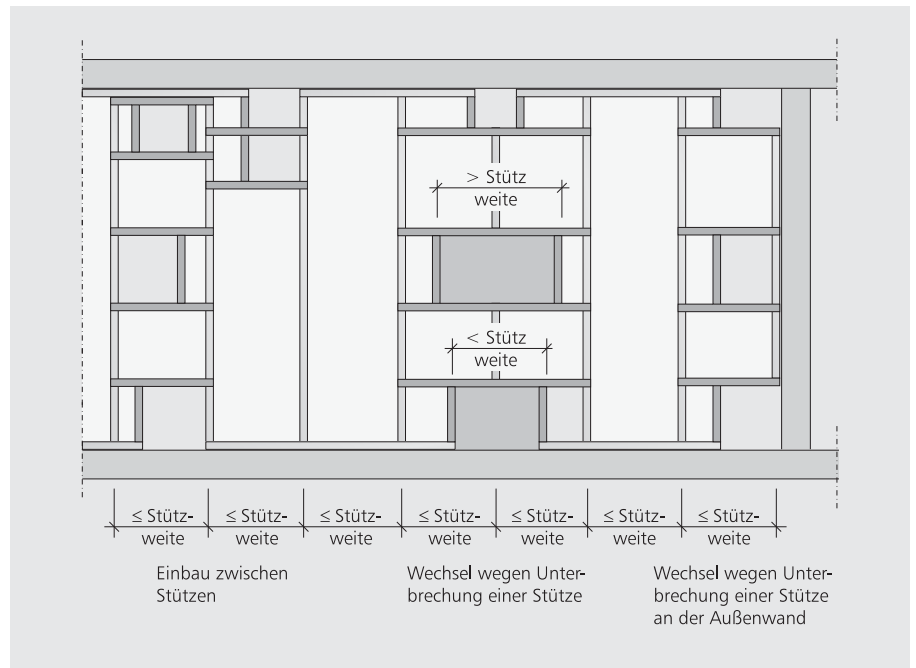 > Stütz
weite
< Stütz
weite
≤ Stütz-
weite
≤ Stütz-
weite
≤ Stütz-
weite
≤ Stütz-
weite
≤ Stütz-
weite
≤ Stütz-
weite
≤ Stütz-
weite
Einbau zwischen
Stützen
Wechsel wegen Unter-
brechung einer Stütze
Wechsel wegen Unter-
brechung einer Stütze
an der Außenwand